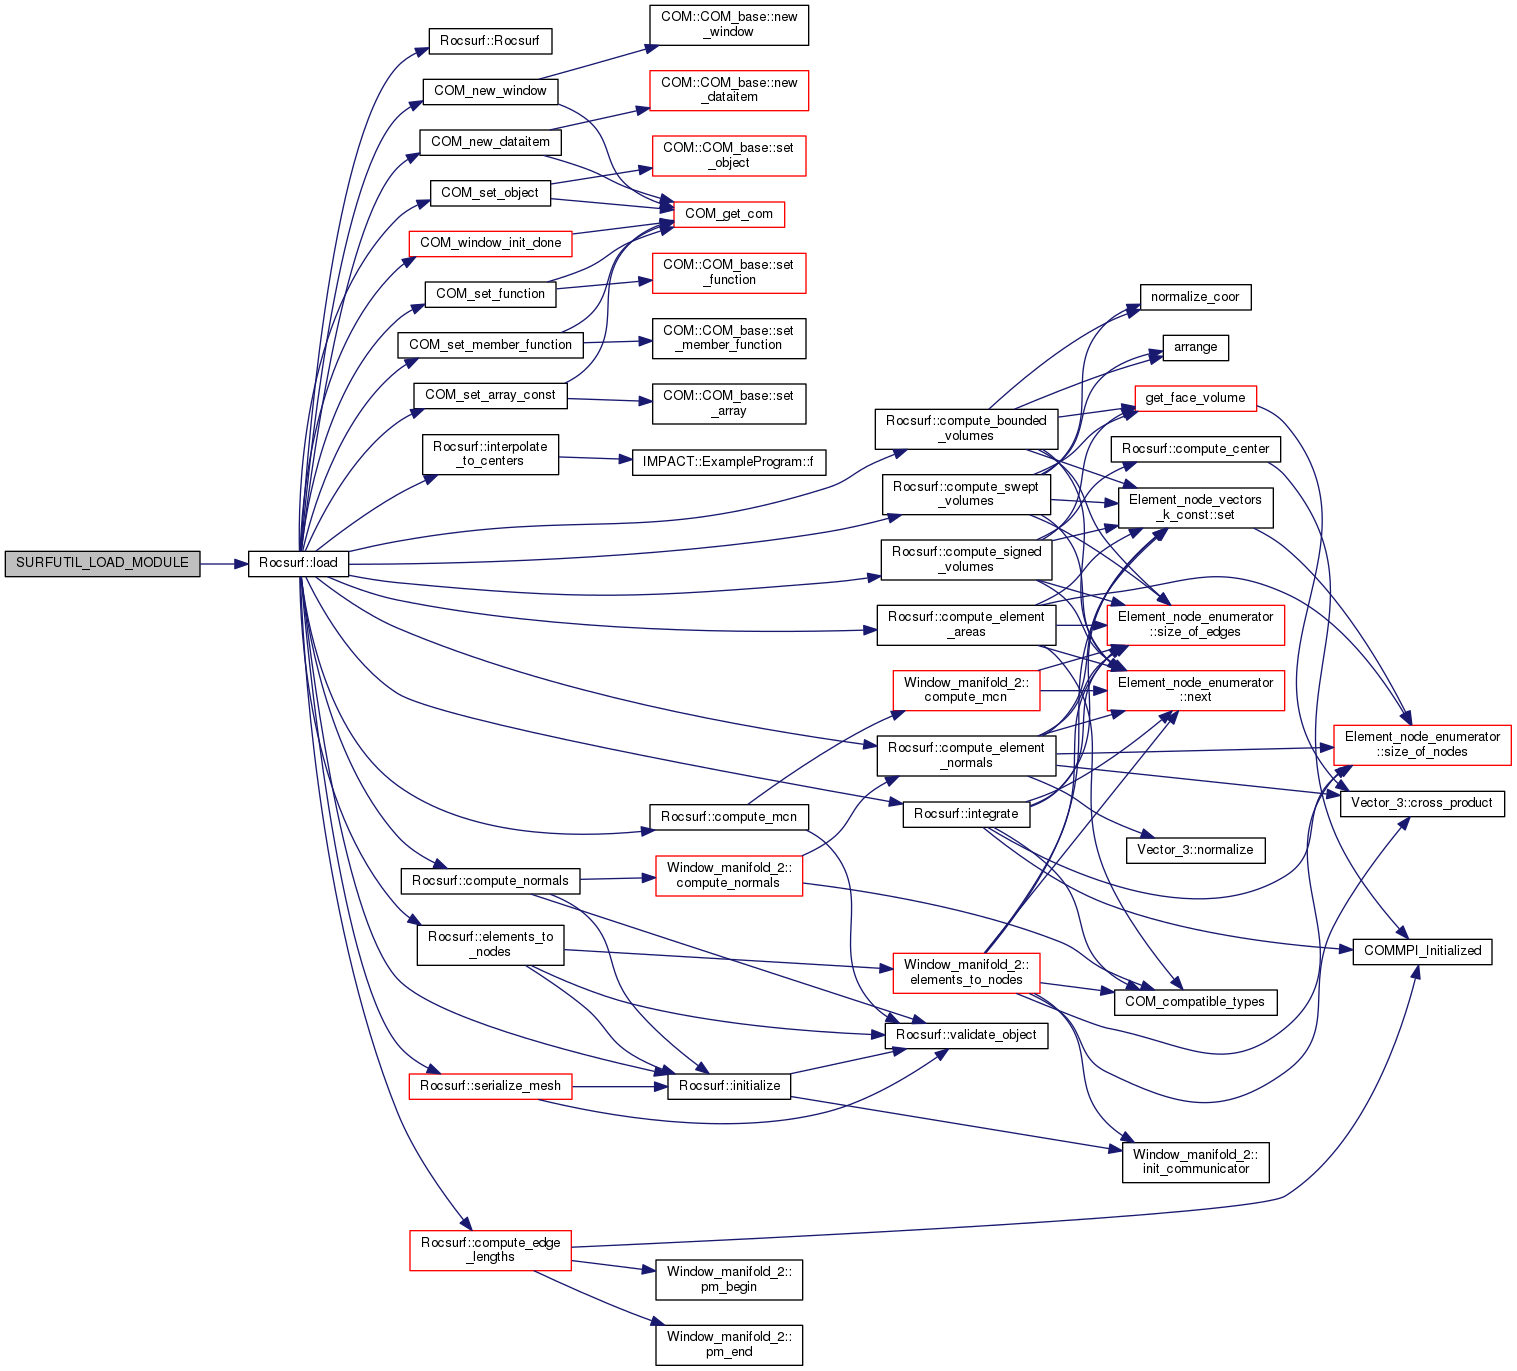 SURFUTIL_LOAD_MODULE
Rocsurf::load
Rocsurf::Rocsurf
COM_new_window
COM_new_dataitem
COM_set_object
COM_window_init_done
COM_set_function
COM_set_member_function
COM_set_array_const
Rocsurf::interpolate
_to_centers
Rocsurf::compute_normals
Rocsurf::elements_to
_nodes
Rocsurf::serialize_mesh
Rocsurf::compute_edge
_lengths
COM::COM_base::new
_window
COM::COM_base::new
_dataitem
COM::COM_base::set
_object
COM_get_com
COM::COM_base::set
_function
COM::COM_base::set
_member_function
COM::COM_base::set
_array
IMPACT::ExampleProgram::f
Rocsurf::compute_mcn
Window_manifold_2::
compute_normals
Rocsurf::initialize
Window_manifold_2::
pm_begin
Window_manifold_2::
pm_end
Rocsurf::compute_bounded
_volumes
Rocsurf::compute_swept
_volumes
Rocsurf::compute_signed
_volumes
Rocsurf::compute_element
_areas
Window_manifold_2::
compute_mcn
Rocsurf::compute_element
_normals
Rocsurf::integrate
Window_manifold_2::
elements_to_nodes
Rocsurf::validate_object
normalize_coor
arrange
get_face_volume
Rocsurf::compute_center
Element_node_vectors
_k_const::set
Element_node_enumerator
::size_of_edges
Element_node_enumerator
::next
Vector_3::normalize
COM_compatible_types
Window_manifold_2::
init_communicator
Element_node_enumerator
::size_of_nodes
Vector_3::cross_product
COMMPI_Initialized